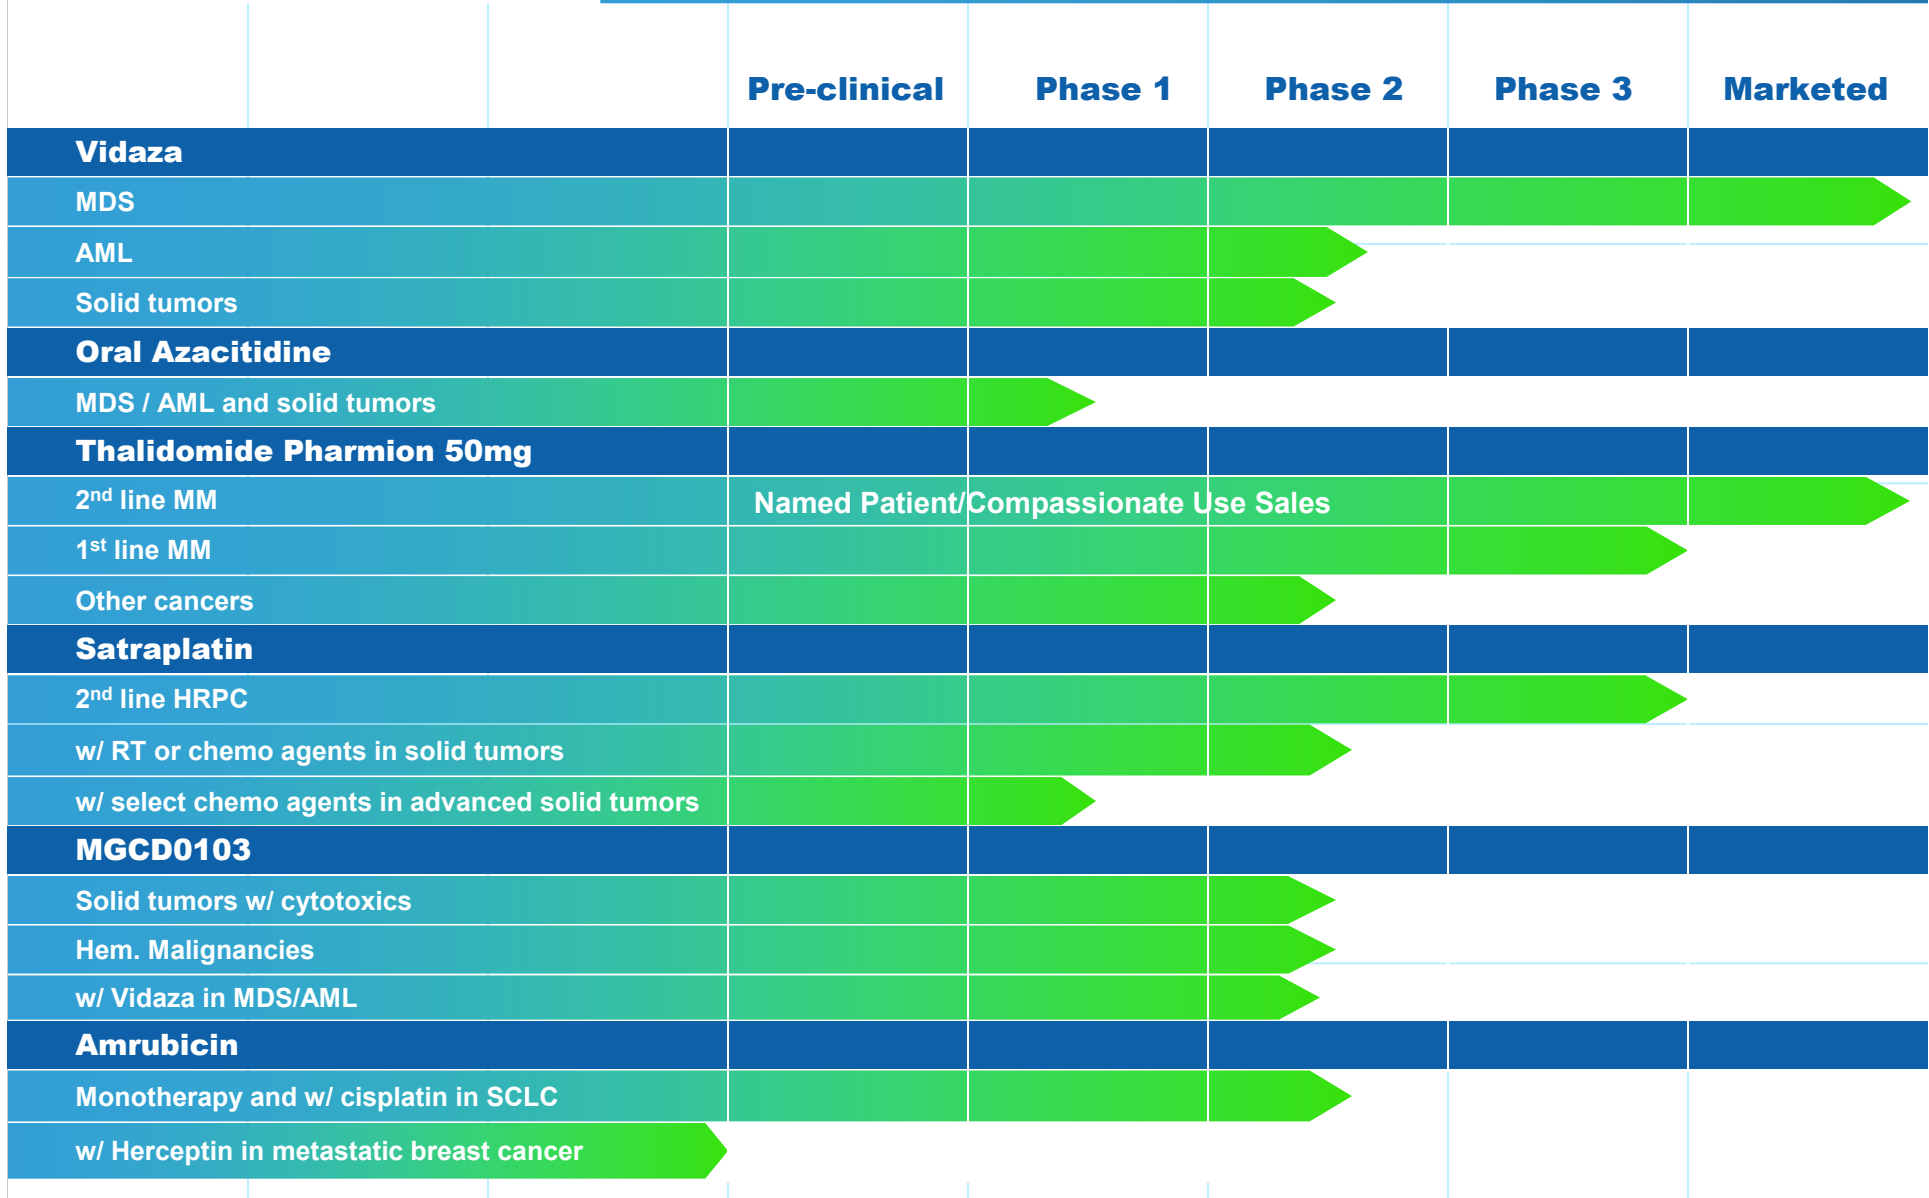 Pre-clinical Phase 1 Phase 2 Phase 3 Marketed
Vidaza
MDS
AML
Solid tumors
Oral Azacitidine
MDS / AML and solid tumors
Thalidomide Pharmion 50mg
2nd line MM Named Patient/Compassionate Use Sales
1st line MM
Other cancers
Satraplatin
2nd line HRPC
w/ RT or chemo agents in solid tumors
w/ select chemo agents in advanced solid tumors
MGCD0103
Solid tumors w/ cytotoxics
Hem. Malignancies
w/ Vidaza in MDS/AML
Amrubicin
Monotherapy and w/ cisplatin in SCLC
w/ Herceptin in metastatic breast cancer